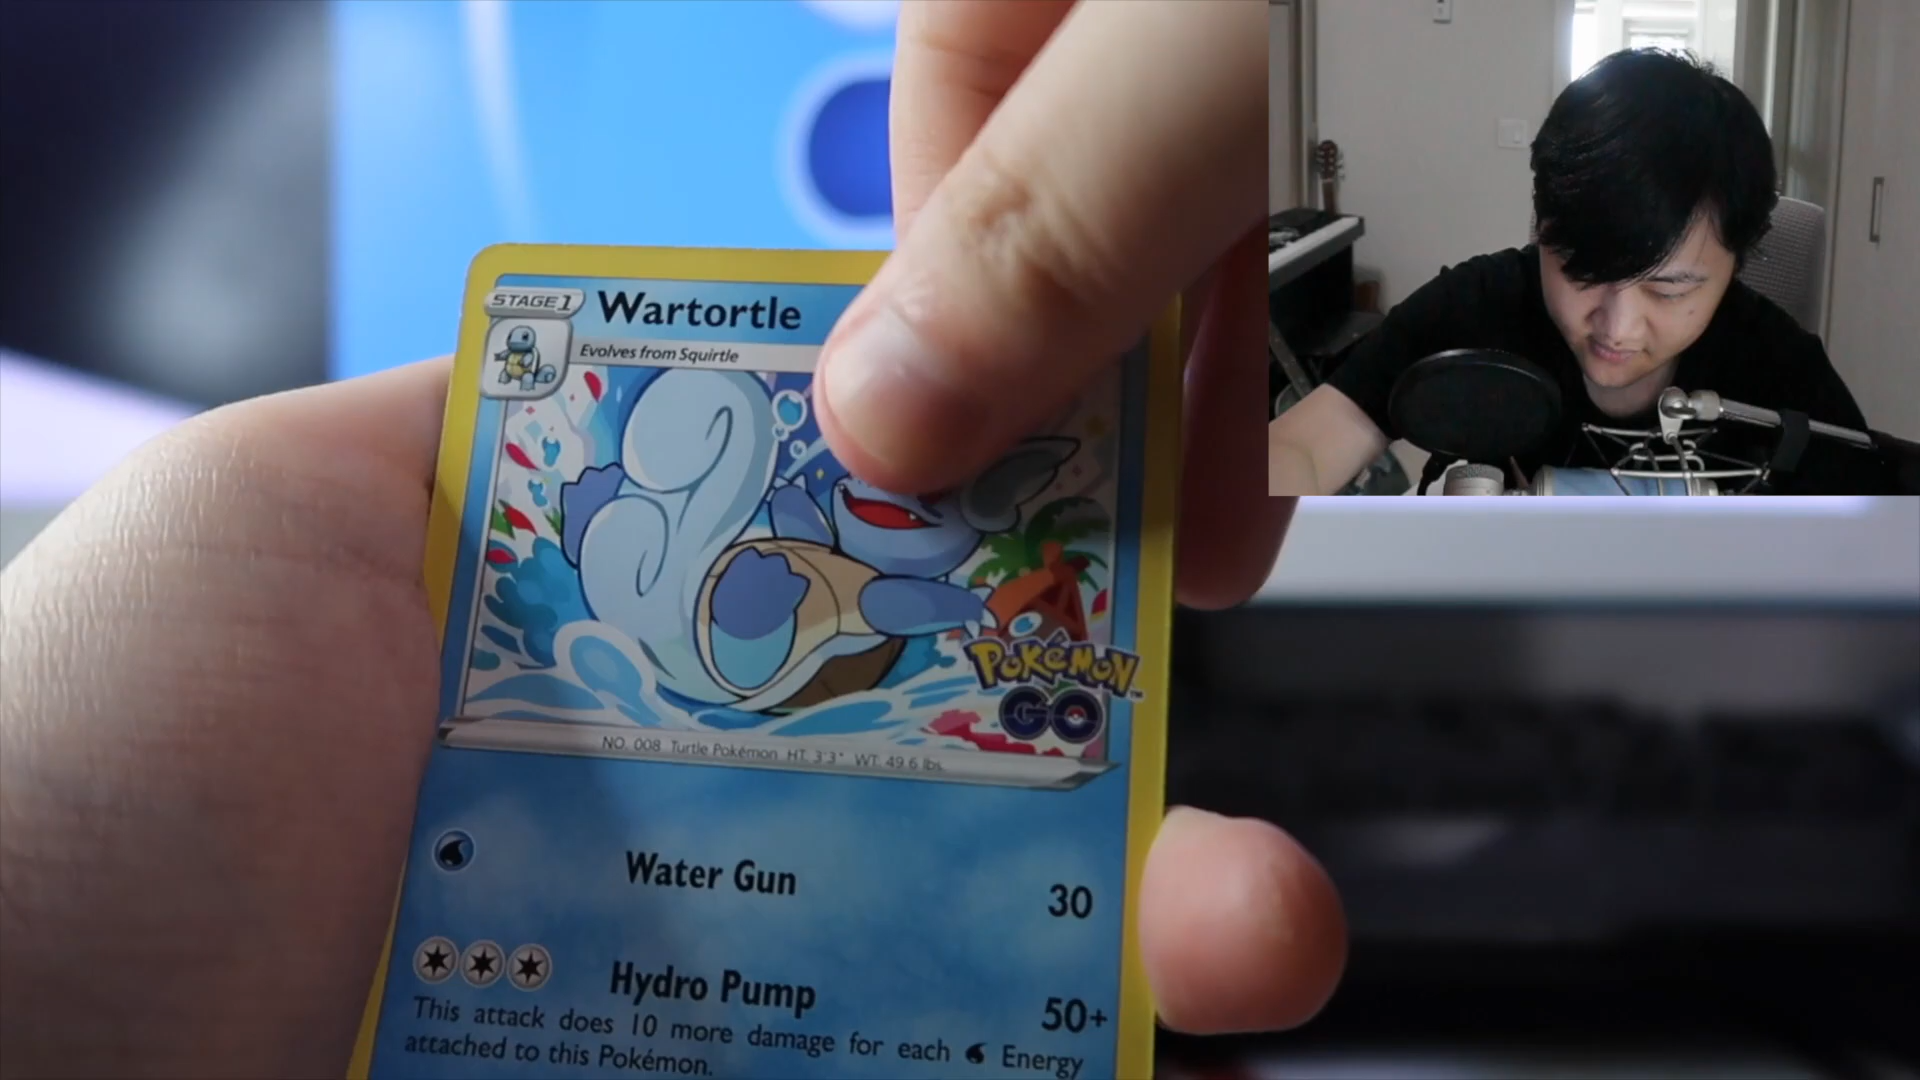 STAGE 1
Wartortle
Evolves from Squirtle
POKéMON
GO
NO. 008 Turtle Pokémon HT. 3'3" WT. 49.6 lbs.
Water Gun
30
Hydro Pump
50+
This attack does 10 more damage for each Energy
attached to this Pokémon.